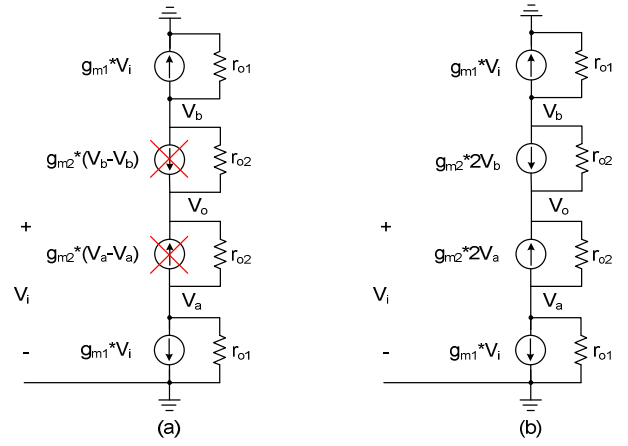 gm1*Vi
ro1
Vb
gm2*(Vb-Vb)
ro2
Vo
+
gm2*(Va-Va)
ro2
Vi
Va
-
gm1*Vi
ro1
(a)
gm1*Vi
ro1
Vb
gm2*2Vb
ro2
Vo
+
gm2*2Va
ro2
Vi
Va
-
gm1*Vi
ro1
(b)